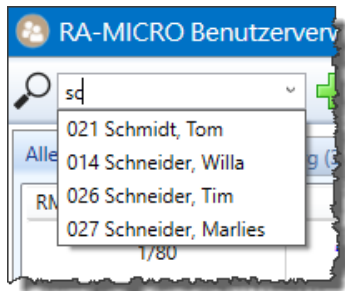 RA-MICRO Benutzerverw
sc
021 Schmidt, Tom
014 Schneider, Willa
026 Schneider, Tim
027 Schneider, Marlies
Alle
g (3
RM
1/80